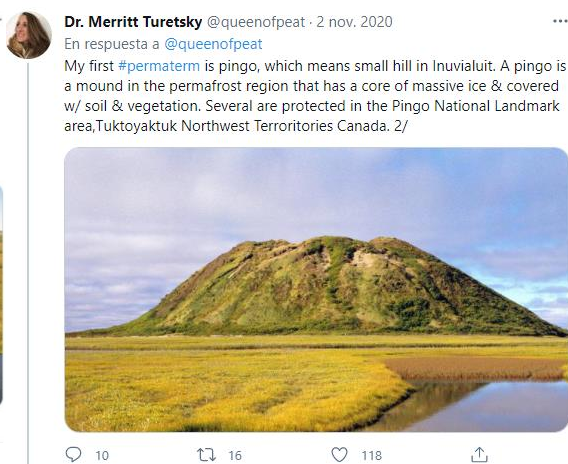 Dr. Merritt Turetsky @queenofpeat · 2 nov. 2020
En respuesta a @queenofpeat
My first #permaterm is pingo, which means small hill in Inuvialuit. A pingo is
a mound in the permafrost region that has a core of massive ice & covered
w/ soil & vegetation. Several are protected in the Pingo National Landmark
area,Tuktoyaktuk Northwest Terroritories Canada. 2/
10 16 118